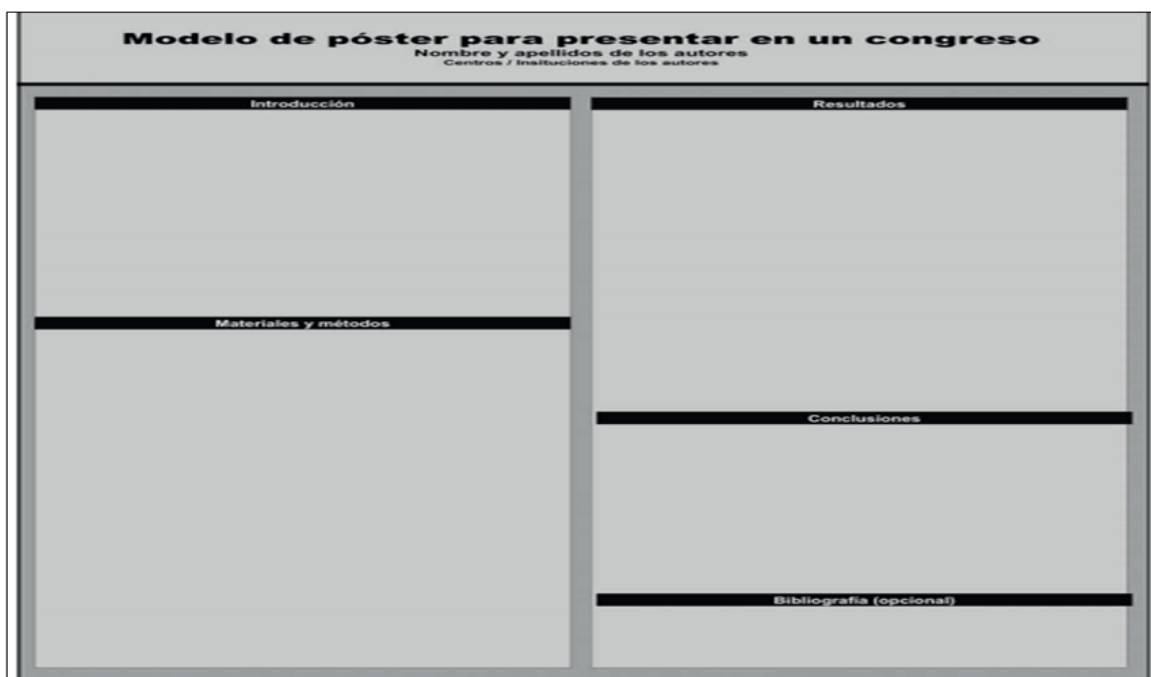 Modelo de póster para presentar en un congreso
Nombre y apellidos de los autores
Centros / Insituciones de los autores
Introducción
Materiales y métodos
Resultados
Conclusiones
Bibliografía (opcional)